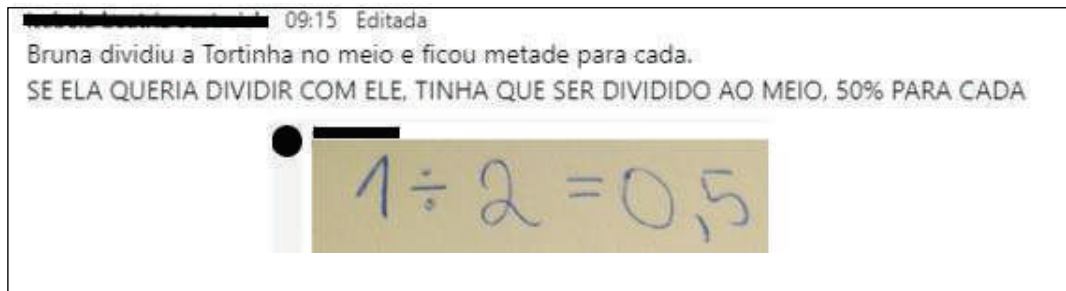 09:15 Editada
Bruna dividiu a Tortinha no meio e ficou metade para cada.
SE ELA QUERIA DIVIDIR COM ELE, TINHA QUE SER DIVIDIDO AO MEIO, 50% PARA CADA
1 ÷ 2 = 0,5